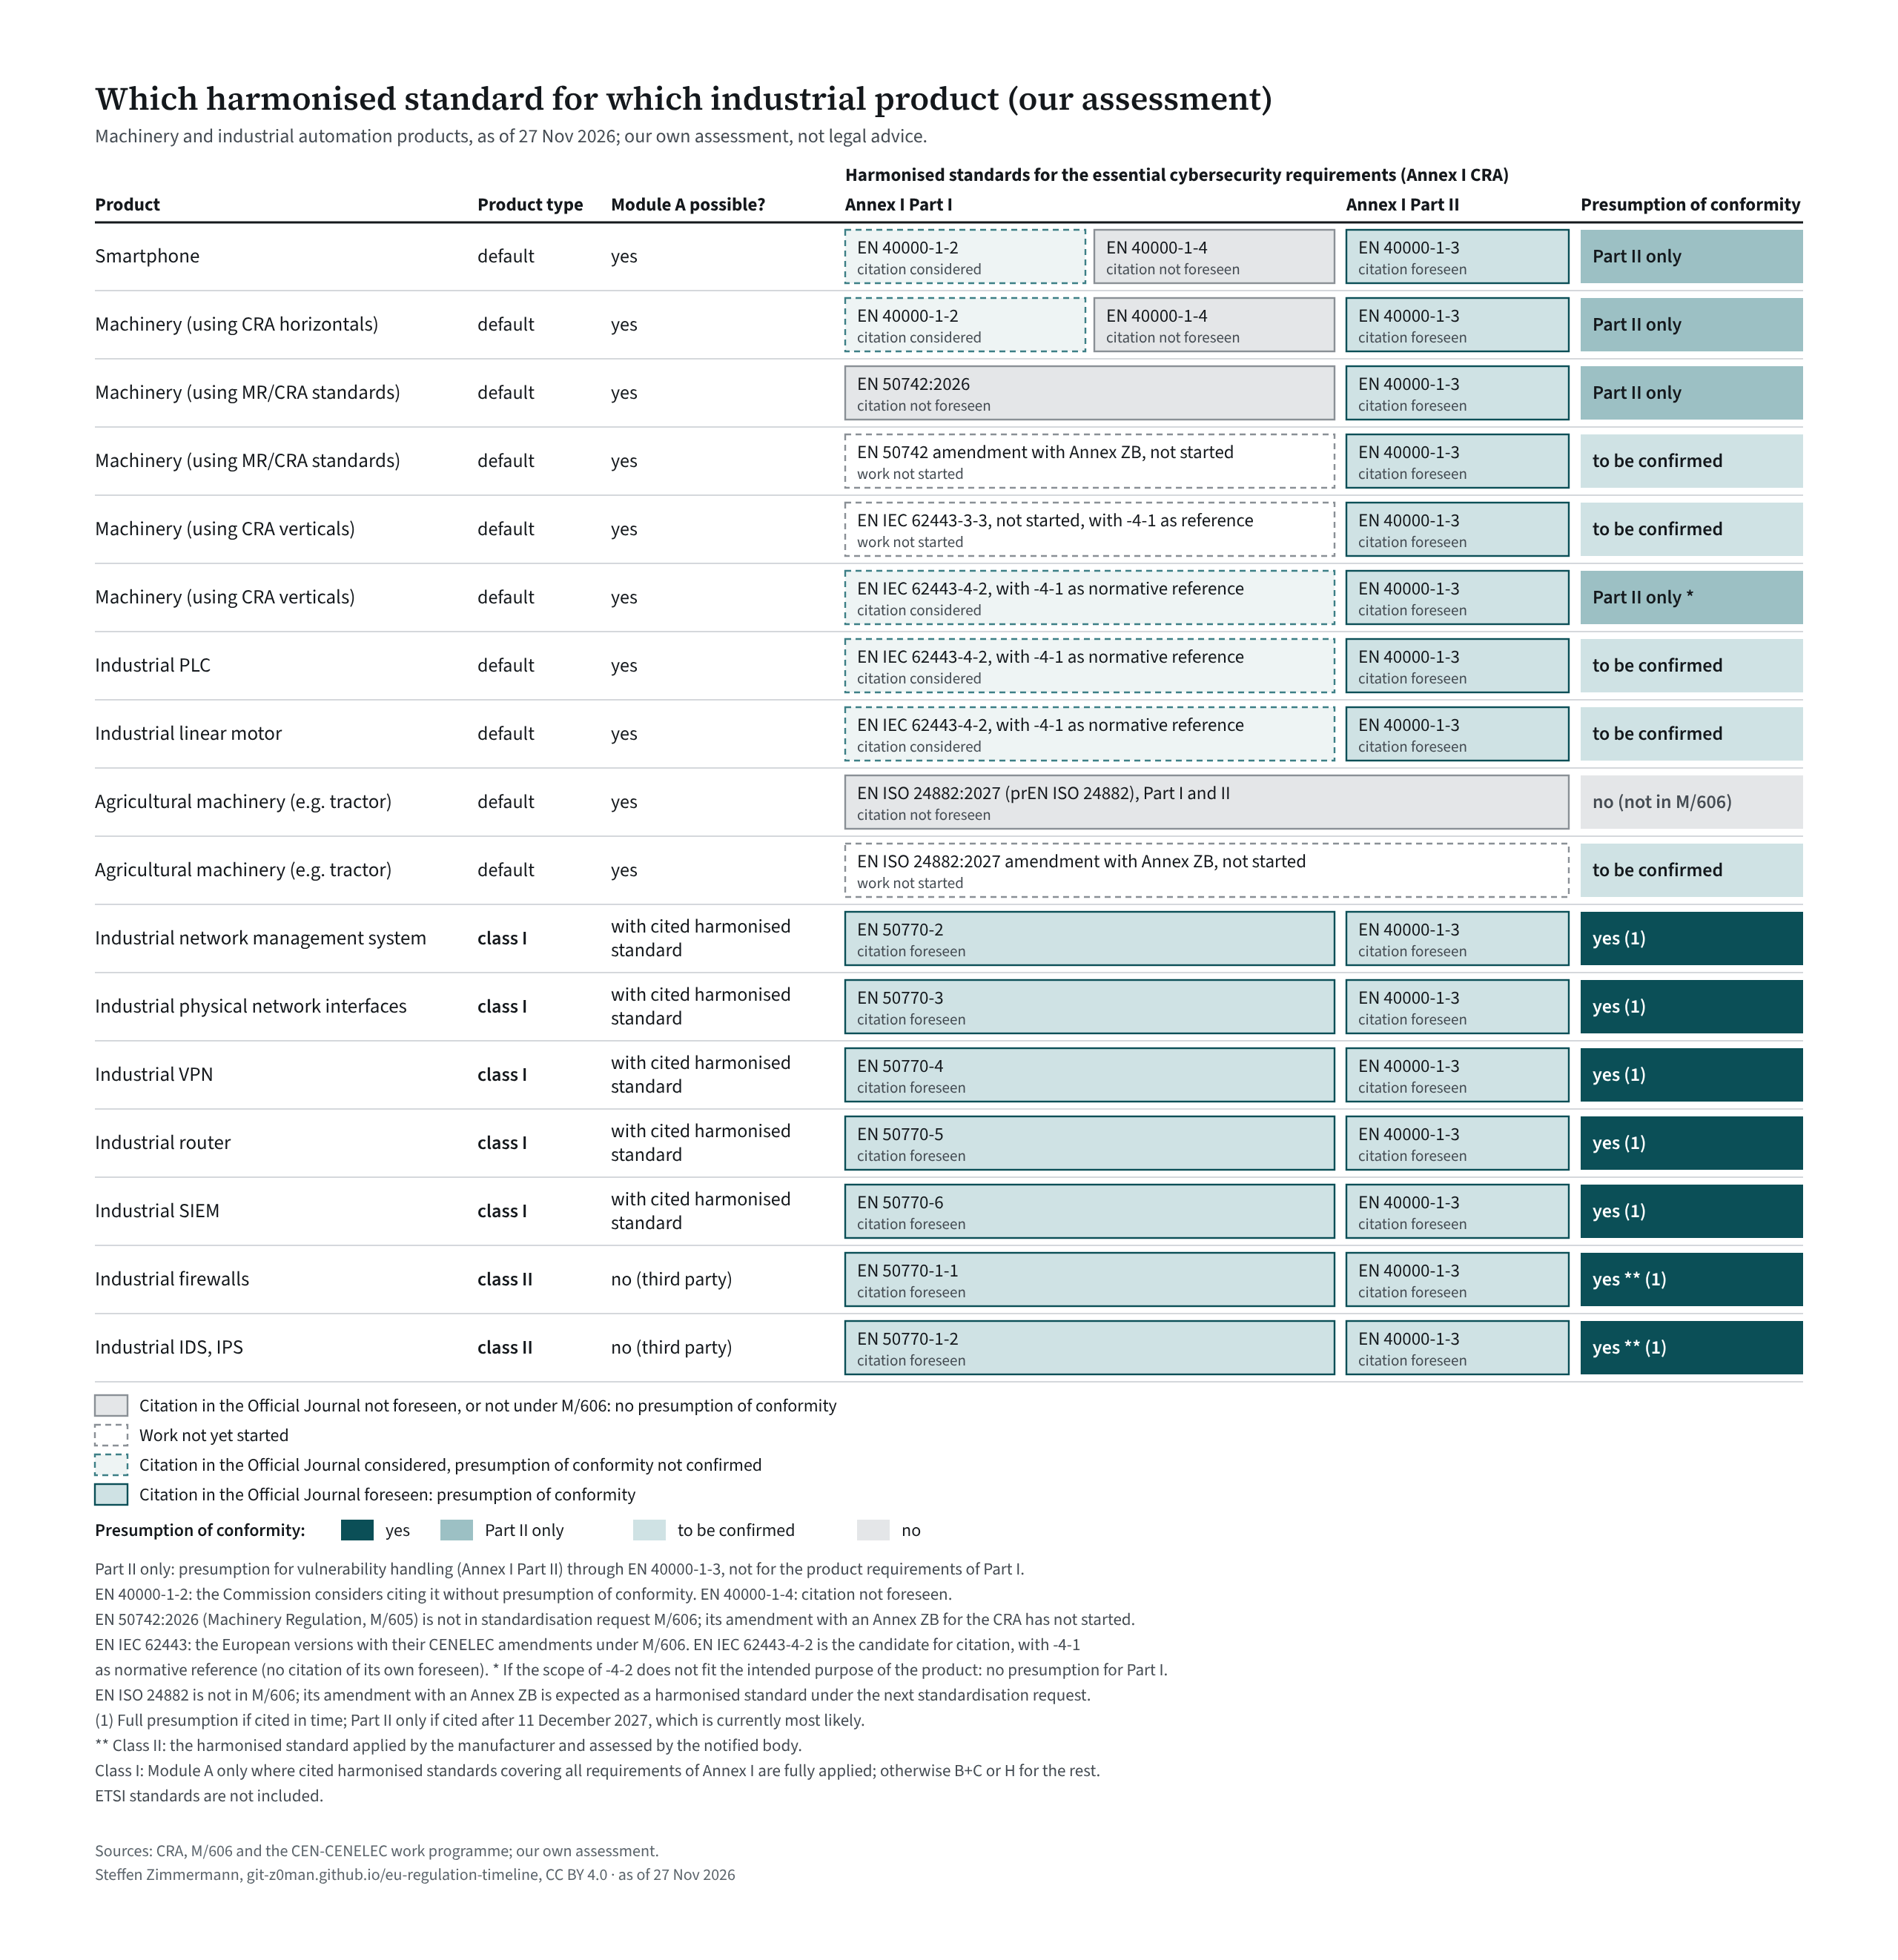 Which harmonised standard for which industrial product (our assessment)
Machinery and industrial automation products, as of 27 Nov 2026; our own assessment, not legal advice.
Harmonised standards for the essential cybersecurity requirements (Annex I CRA)
Product Product type Module A possible? Annex I Part I Annex I Part II Presumption of conformity
Smartphone default yes EN 40000-1-2 EN 40000-1-4 EN 40000-1-3 Part II only
citation considered citation not foreseen citation foreseen
Machinery (using CRA horizontals) default yes EN 40000-1-2 EN 40000-1-4 EN 40000-1-3 Part II only
citation considered citation not foreseen citation foreseen
Machinery (using MR/CRA standards) default yes EN 50742:2026 EN 40000-1-3 Part II only
citation not foreseen citation foreseen
Machinery (using MR/CRA standards) default yes EN 50742 amendment with Annex ZB, not started EN 40000-1-3 to be confirmed
work not started citation foreseen
Machinery (using CRA verticals) default yes EN IEC 62443-3-3, not started, with -4-1 as reference EN 40000-1-3 to be confirmed
work not started citation foreseen
Machinery (using CRA verticals) default yes EN IEC 62443-4-2, with -4-1 as normative reference EN 40000-1-3 Part II only *
citation considered citation foreseen
Industrial PLC default yes EN IEC 62443-4-2, with -4-1 as normative reference EN 40000-1-3 to be confirmed
citation considered citation foreseen
Industrial linear motor default yes EN IEC 62443-4-2, with -4-1 as normative reference EN 40000-1-3 to be confirmed
citation considered citation foreseen
Agricultural machinery (e.g. tractor) default yes EN ISO 24882:2027 (prEN ISO 24882), Part I and II no (not in M/606)
citation not foreseen
Agricultural machinery (e.g. tractor) default yes EN ISO 24882:2027 amendment with Annex ZB, not started to be confirmed
work not started
Industrial network management system class I with cited harmonised standard EN 50770-2 EN 40000-1-3 yes (1)
citation foreseen citation foreseen
Industrial physical network interfaces class I with cited harmonised standard EN 50770-3 EN 40000-1-3 yes (1)
citation foreseen citation foreseen
Industrial VPN class I with cited harmonised standard EN 50770-4 EN 40000-1-3 yes (1)
citation foreseen citation foreseen
Industrial router class I with cited harmonised standard EN 50770-5 EN 40000-1-3 yes (1)
citation foreseen citation foreseen
Industrial SIEM class I with cited harmonised standard EN 50770-6 EN 40000-1-3 yes (1)
citation foreseen citation foreseen
Industrial firewalls class II no (third party) EN 50770-1-1 EN 40000-1-3 yes ** (1)
citation foreseen citation foreseen
Industrial IDS, IPS class II no (third party) EN 50770-1-2 EN 40000-1-3 yes ** (1)
citation foreseen citation foreseen
Citation in the Official Journal not foreseen, or not under M/606: no presumption of conformity
Work not yet started
Citation in the Official Journal considered, presumption of conformity not confirmed
Citation in the Official Journal foreseen: presumption of conformity
Presumption of conformity: yes Part II only to be confirmed no
Part II only: presumption for vulnerability handling (Annex I Part II) through EN 40000-1-3, not for the product requirements of Part I.
EN 40000-1-2: the Commission considers citing it without presumption of conformity. EN 40000-1-4: citation not foreseen.
EN 50742:2026 (Machinery Regulation, M/605) is not in standardisation request M/606; its amendment with an Annex ZB for the CRA has not started.
EN IEC 62443: the European versions with their CENELEC amendments under M/606. EN IEC 62443-4-2 is the candidate for citation, with -4-1
as normative reference (no citation of its own foreseen). * If the scope of -4-2 does not fit the intended purpose of the product: no presumption for Part I.
EN ISO 24882 is not in M/606; its amendment with an Annex ZB is expected as a harmonised standard under the next standardisation request.
(1) Full presumption if cited in time; Part II only if cited after 11 December 2027, which is currently most likely.
** Class II: the harmonised standard applied by the manufacturer and assessed by the notified body.
Class I: Module A only where cited harmonised standards covering all requirements of Annex I are fully applied; otherwise B+C or H for the rest.
ETSI standards are not included.
Sources: CRA, M/606 and the CEN-CENELEC work programme; our own assessment.
Steffen Zimmermann, git-z0man.github.io/eu-regulation-timeline, CC BY 4.0 · as of 27 Nov 2026